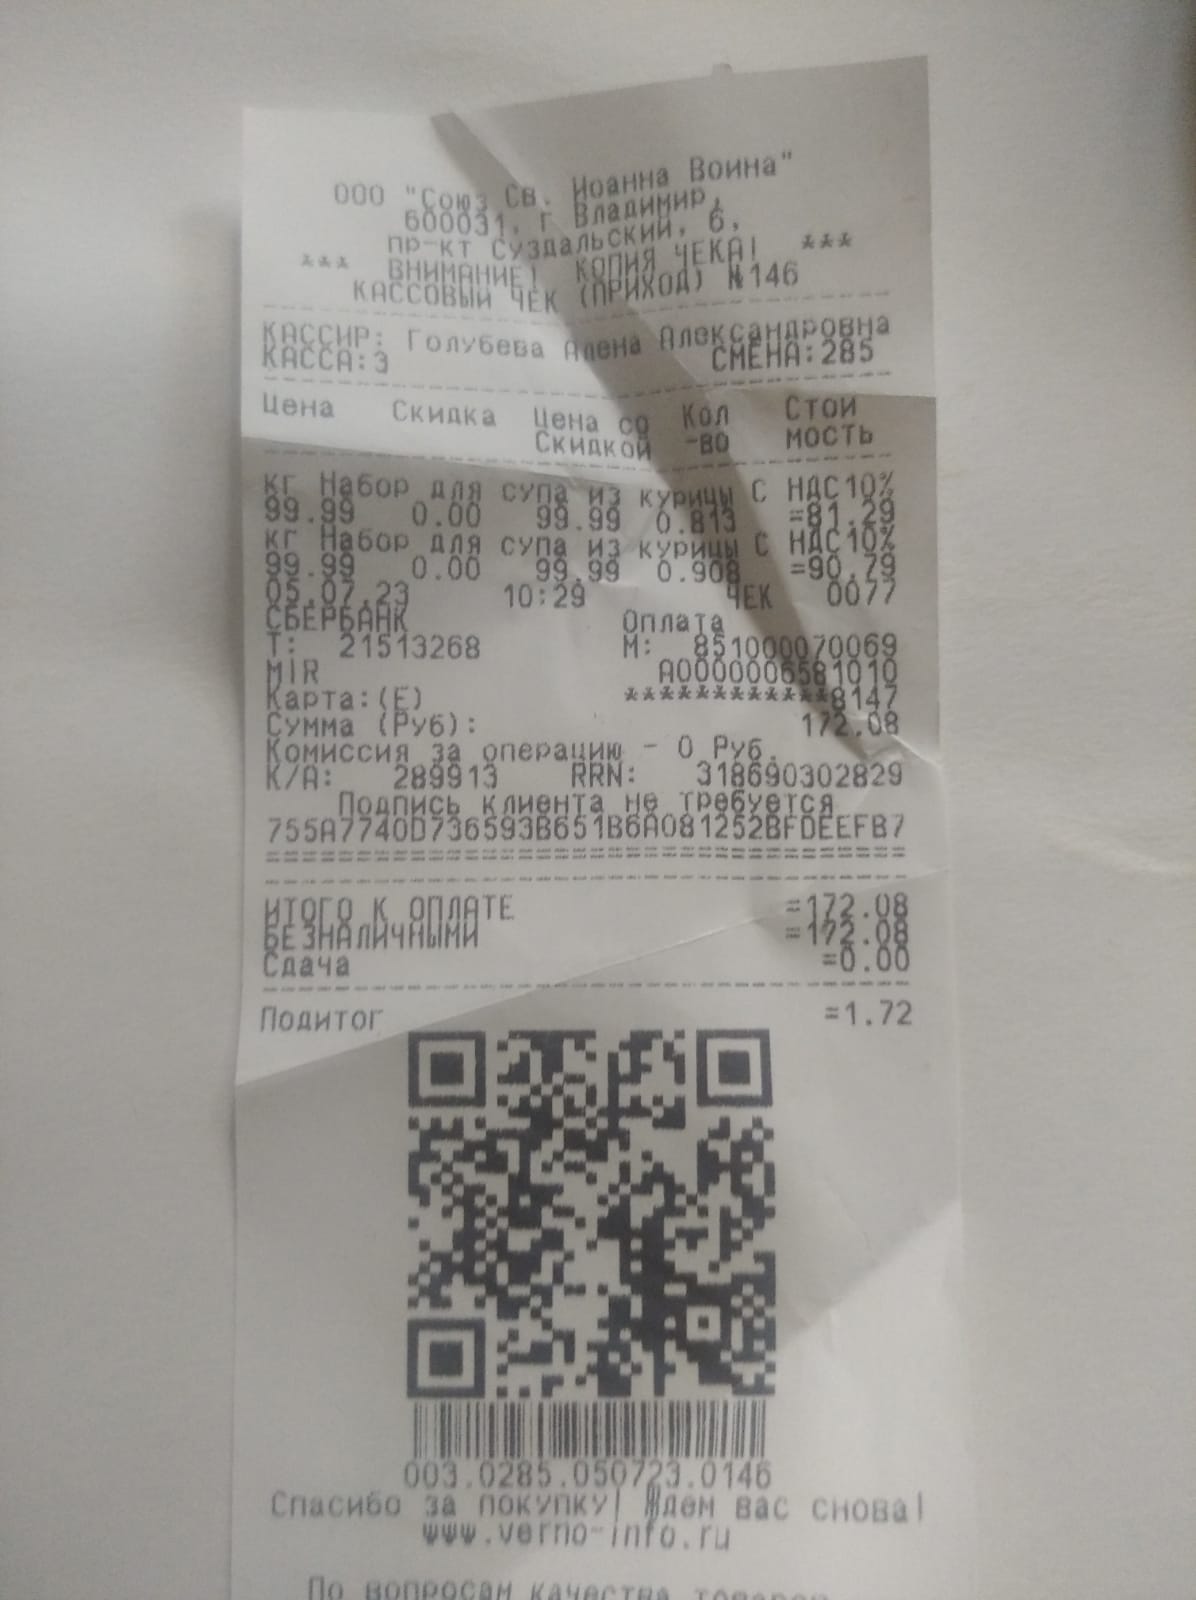 ООО "Союз Св. Иоанна Воина"
600031, г Владимир,
пр-кт Суздальский, 6,
*** ВНИМАНИЕ! КОПИЯ ЧЕКА! ***
КАССОВЫЙ ЧЕК (ПРИХОД) №146
КАССИР: Голубева Алена Александровна
КАССА:3 СМЕНА:285
Цена Скидка Цена со Кол Стои
Скидкой -во мость
кг Набор для супа из курицы С НДС10%
99.99 0.00 99.99 0.813 =81.29
кг Набор для супа из курицы С НДС10%
99.99 0.00 99.99 0.908 =90.79
05.07.23 10:29 ЧЕК 0077
СБЕРБАНК Оплата
Т: 21513268 М: 851000070069
MIR A0000006581010
Карта:(E) ************8147
Сумма (Руб): 172.08
Комиссия за операцию - 0 Руб.
К/А: 289913 RRN: 318690302829
Подпись клиента не требуется
755A7740D736593B651B6A081252BFDEEFB7
ИТОГО К ОПЛАТЕ =172.08
БЕЗНАЛИЧНЫМИ =172.08
Сдача =0.00
Подитог =1.72
003.0285.050723.0146
Спасибо за покупку! Ждем вас снова!
www.verno-info.ru
По вопросам качества товаров